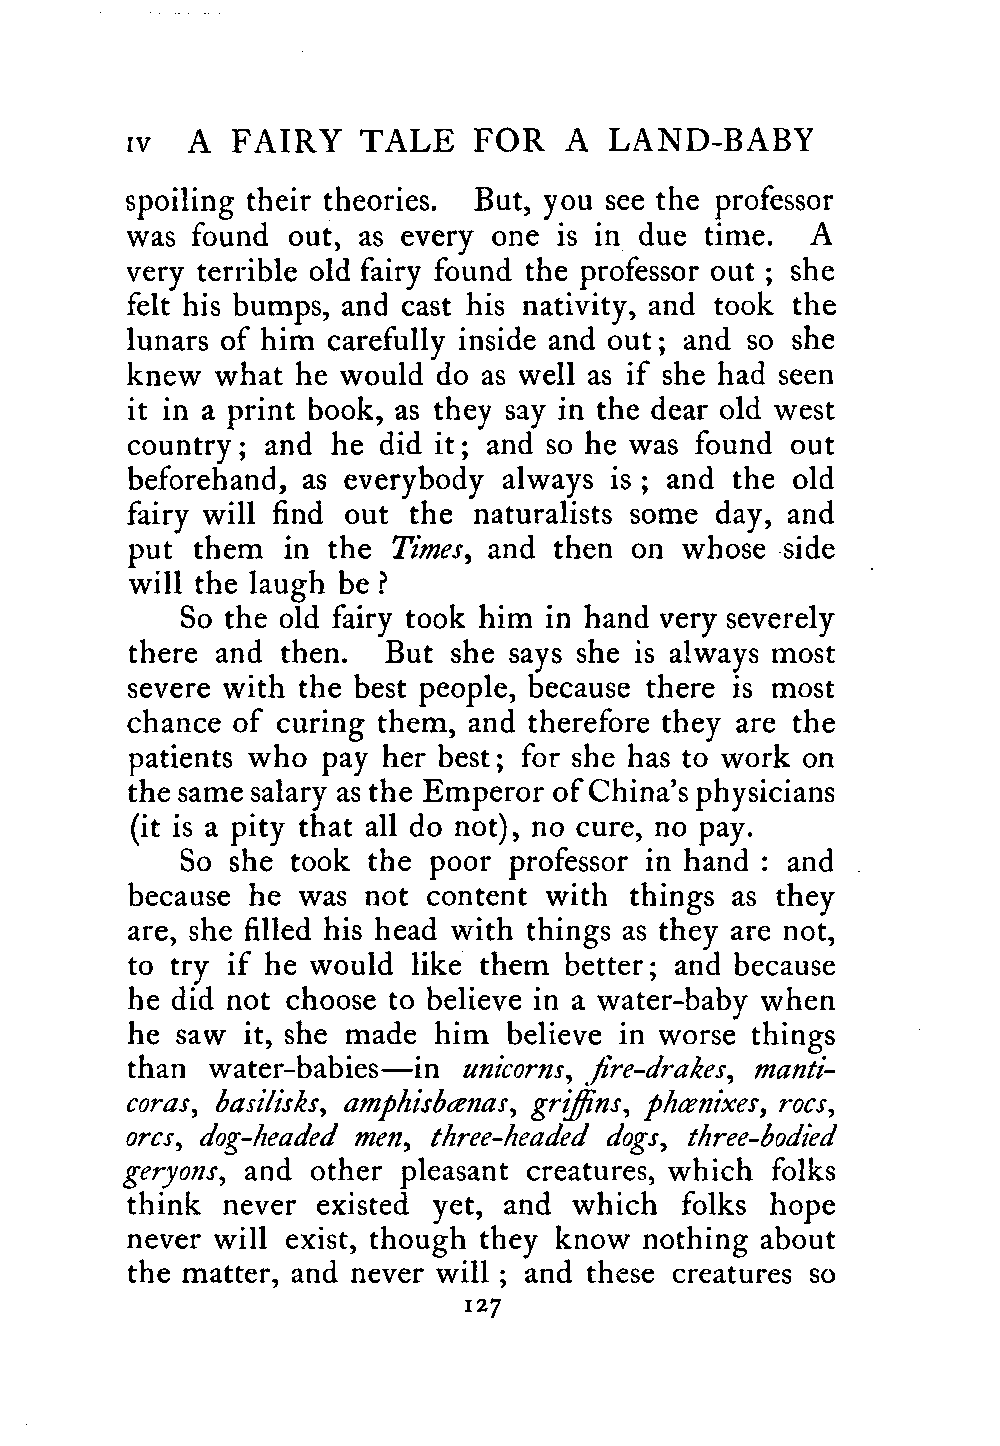 IV A FAIRY TALE FOR A LAND-BABY
spoiling their theories. But, you see the professor
was found out, as every one is in due time. A
very terrible old fairy found the professor out ; she
felt his bumps, and cast his nativity, and took the
lunars of him carefully inside and out ; and so she
knew what he would do as well as if she had seen
it in a print book, as they say in the dear old west
country ; and he did it ; and so he was found out
beforehand, as everybody always is ; and the old
fairy will find out the naturalists some day, and
put them in the Times, and then on whose side
will the laugh be ?
So the old fairy took him in hand very severely
there and then. But she says she is always most
severe with the best people, because there is most
chance of curing them, and therefore they are the
patients who pay her best ; for she has to work on
the same salary as the Emperor of China's physicians
(it is a pity that all do not), no cure, no pay.
So she took the poor professor in hand : and
because he was not content with things as they
are, she filled his head with things as they are not,
to try if he would like them better ; and because
he did not choose to believe in a water-baby when
he saw it, she made him believe in worse things
than water-babies—in unicorns, fire-drakes, manti-
coras, basilisks, amphisbœnas, griffins, phœnixes, rocs,
orcs, dog-headed men, three-headed dogs, three-bodied
geryons, and other pleasant creatures, which folks
think never existed yet, and which folks hope
never will exist, though they know nothing about
the matter, and never will ; and these creatures so
127